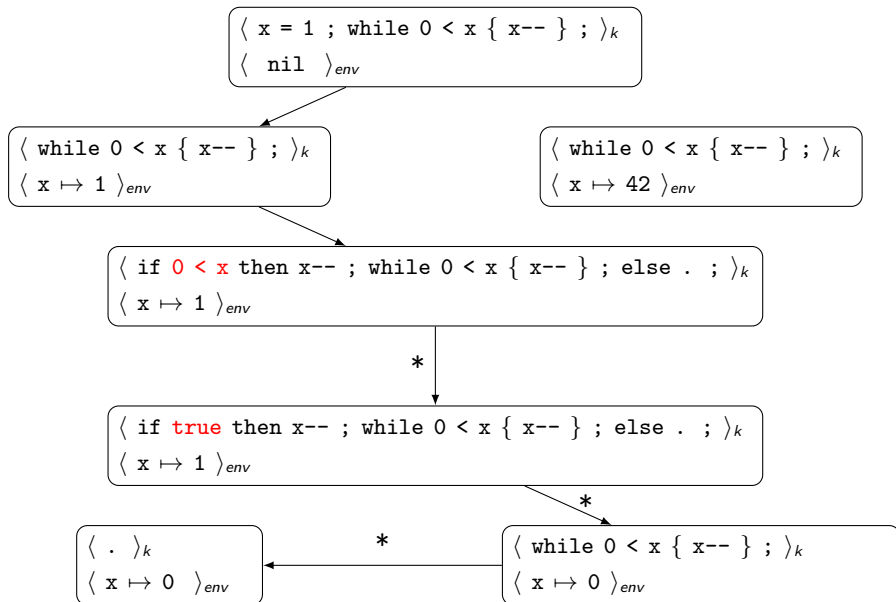 ⟨ x = 1 ; while 0 < x { x-- } ; ⟩k
⟨ nil ⟩env
⟨ while 0 < x { x-- } ; ⟩k
⟨ x ↦ 1 ⟩env
⟨ while 0 < x { x-- } ; ⟩k
⟨ x ↦ 42 ⟩env
⟨ if 0 < x then x-- ; while 0 < x { x-- } ; else . ; ⟩k
⟨ x ↦ 1 ⟩env
*
⟨ if true then x-- ; while 0 < x { x-- } ; else . ; ⟩k
⟨ x ↦ 1 ⟩env
*
⟨ . ⟩k
⟨ x ↦ 0 ⟩env
*
⟨ while 0 < x { x-- } ; ⟩k
⟨ x ↦ 0 ⟩env